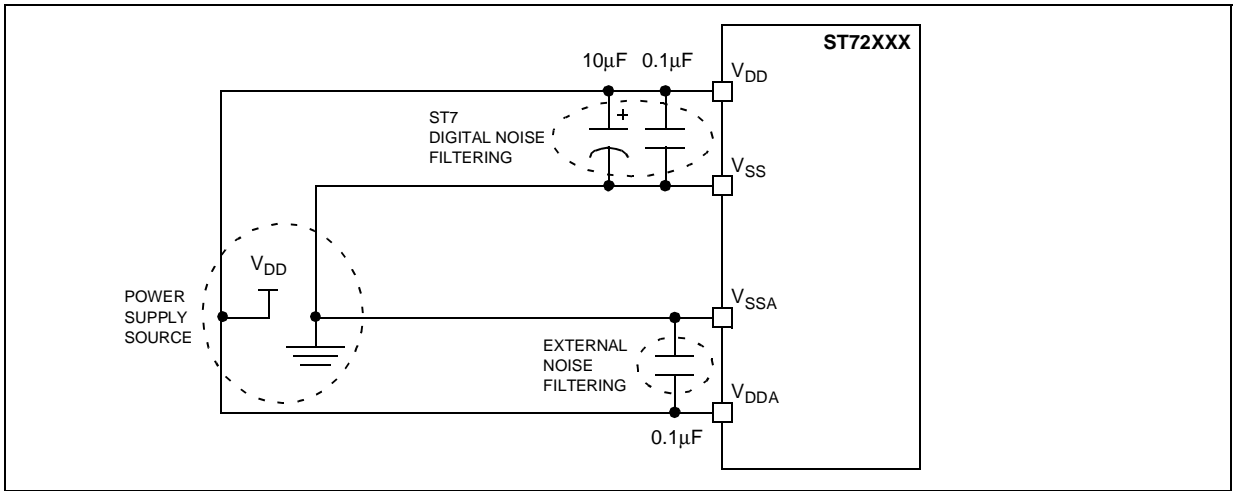 ST72XXX
10μF 0.1μF
VDD
+
ST7
DIGITAL NOISE
FILTERING
VSS
VDD
POWER
SUPPLY
SOURCE
VSSA
EXTERNAL
NOISE
FILTERING
VDDA
0.1μF